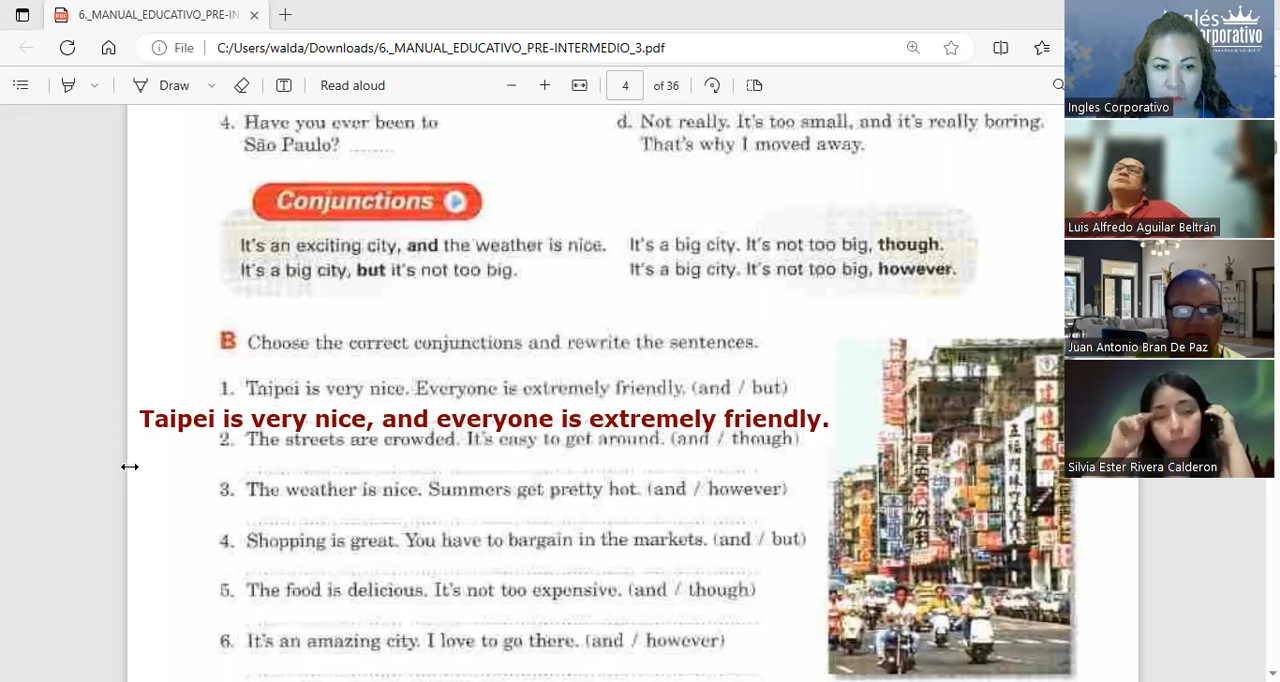 6._MANUAL_EDUCATIVO_PRE-IN
File
C:/Users/walda/Downloads/6._MANUAL_EDUCATIVO_PRE-INTERMEDIO_3.pdf
Draw
Read aloud
4
of 36
4. Have you ever been to
São Paulo? ........
d. Not really. It's too small, and it's really boring.
That's why I moved away.
Conjunctions
It's an exciting city, and the weather is nice.
It's a big city, but it's not too big.
It's a big city. It's not too big, though.
It's a big city. It's not too big, however.
B Choose the correct conjunctions and rewrite the sentences.
1. Taipei is very nice. Everyone is extremely friendly. (and / but)
Taipei is very nice, and everyone is extremely friendly.
2. The streets are crowded. It's easy to get around. (and / though)
3. The weather is nice. Summers get pretty hot. (and / however)
4. Shopping is great. You have to bargain in the markets. (and / but)
5. The food is delicious. It's not too expensive. (and / though)
6. It's an amazing city. I love to go there. (and / however)
Ingles Corporativo
Luis Alfredo Aguilar Beltrán
Juan Antonio Bran De Paz
Silvia Ester Rivera Calderon